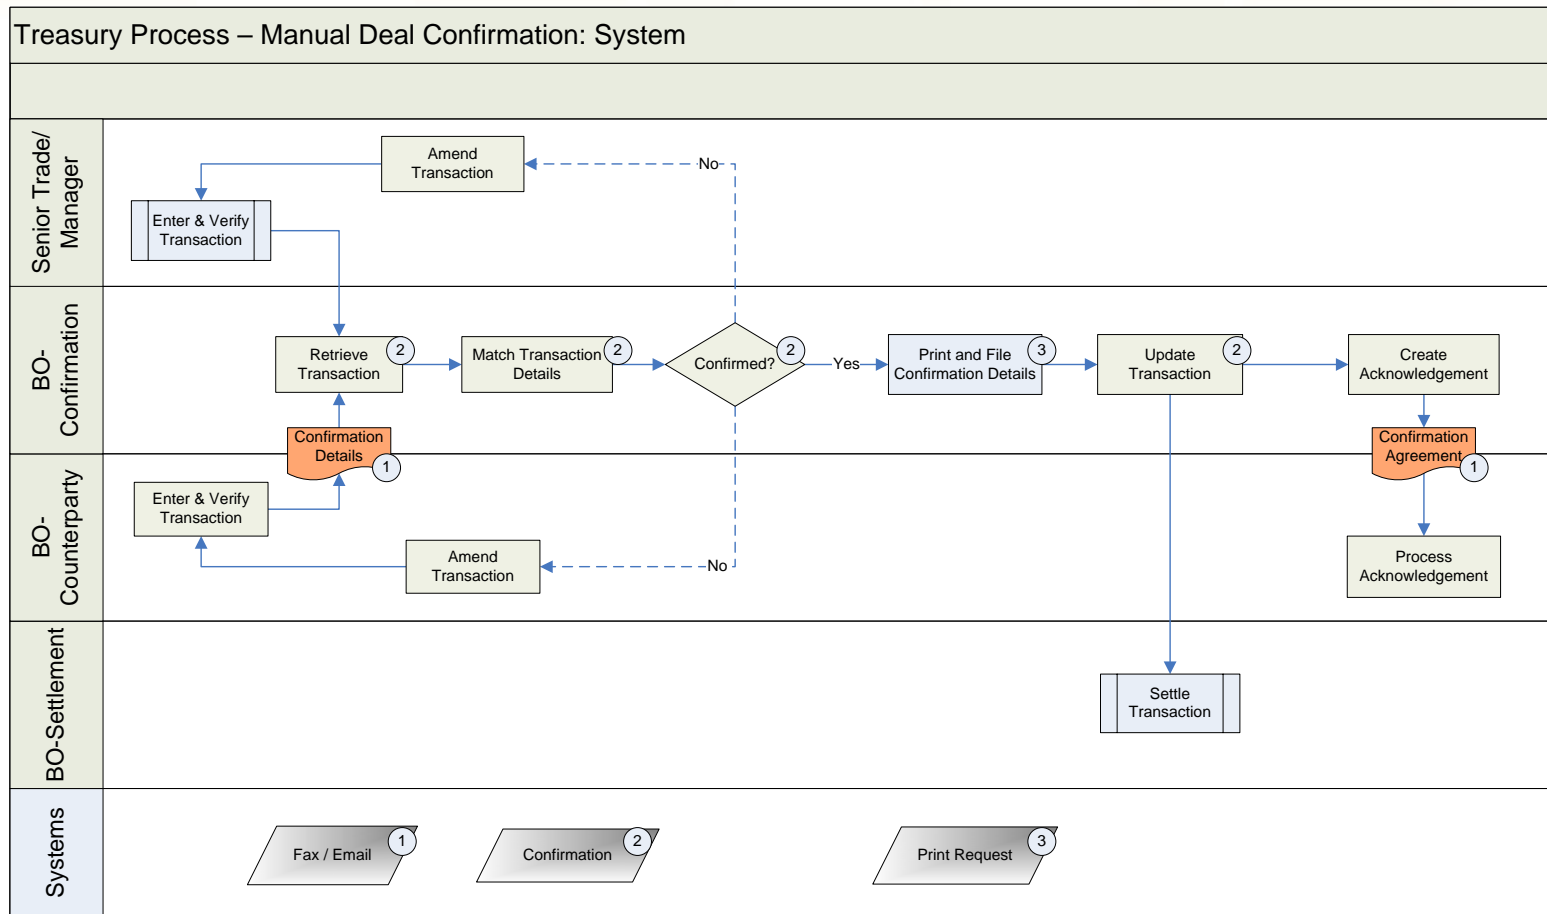 Treasury Process – Manual Deal Confirmation: System
Senior Trade/
Manager
Amend
Transaction
No
Enter & Verify
Transaction
BO-
Confirmation
Retrieve
Transaction
2
Match Transaction
Details
2
Confirmed?
2
Yes
Print and File
Confirmation Details
3
Update
Transaction
2
Create
Acknowledgement
Confirmation
Details
1
Confirmation
Agreement
1
BO-
Counterparty
Enter & Verify
Transaction
Amend
Transaction
No
Process
Acknowledgement
BO-Settlement
Settle
Transaction
Systems
Fax / Email
1
Confirmation
2
Print Request
3